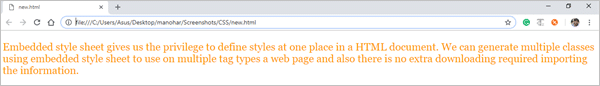 new.html
file:///C:/Users/Asus/Desktop/manohar/Screenshots/CSS/new.html
Embedded style sheet gives us the privilege to define styles at one place in a HTML document. We can generate multiple classes
using embedded style sheet to use on multiple tag types a web page and also there is no extra downloading required importing
the information.